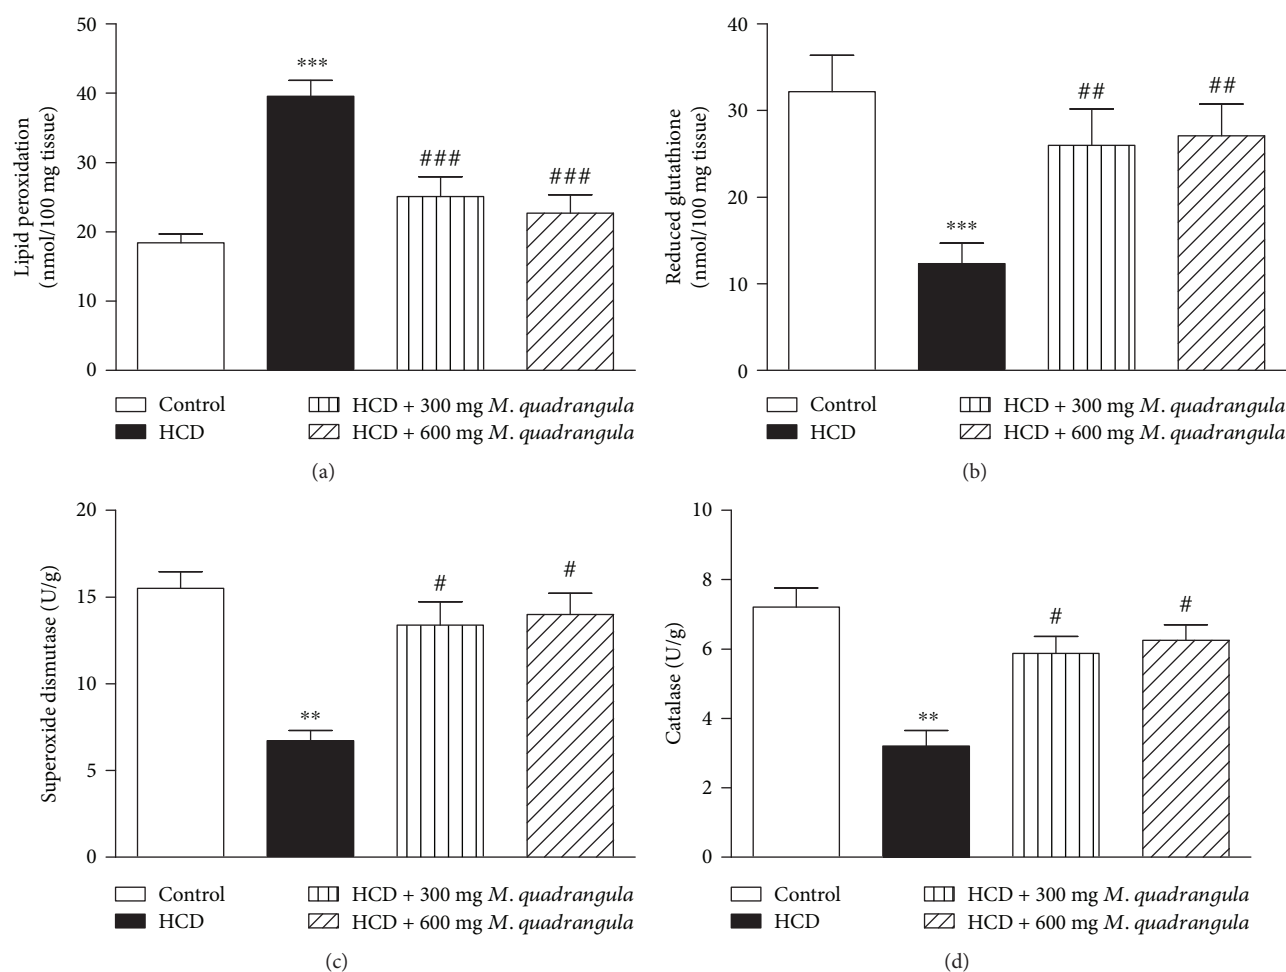 50
40
30
20
10
0
Lipid peroxidation
(nmol/100 mg tissue)
***
###
###
Control
HCD + 300 mg M. quadrangula
HCD
HCD + 600 mg M. quadrangula
(a)
40
30
20
10
0
Reduced glutathione
(nmol/100 mg tissue)
***
##
##
Control
HCD + 300 mg M. quadrangula
HCD
HCD + 600 mg M. quadrangula
(b)
20
15
10
5
0
Superoxide dismutase (U/g)
**
#
#
Control
HCD + 300 mg M. quadrangula
HCD
HCD + 600 mg M. quadrangula
(c)
10
8
6
4
2
0
Catalase (U/g)
**
#
#
Control
HCD + 300 mg M. quadrangula
HCD
HCD + 600 mg M. quadrangula
(d)